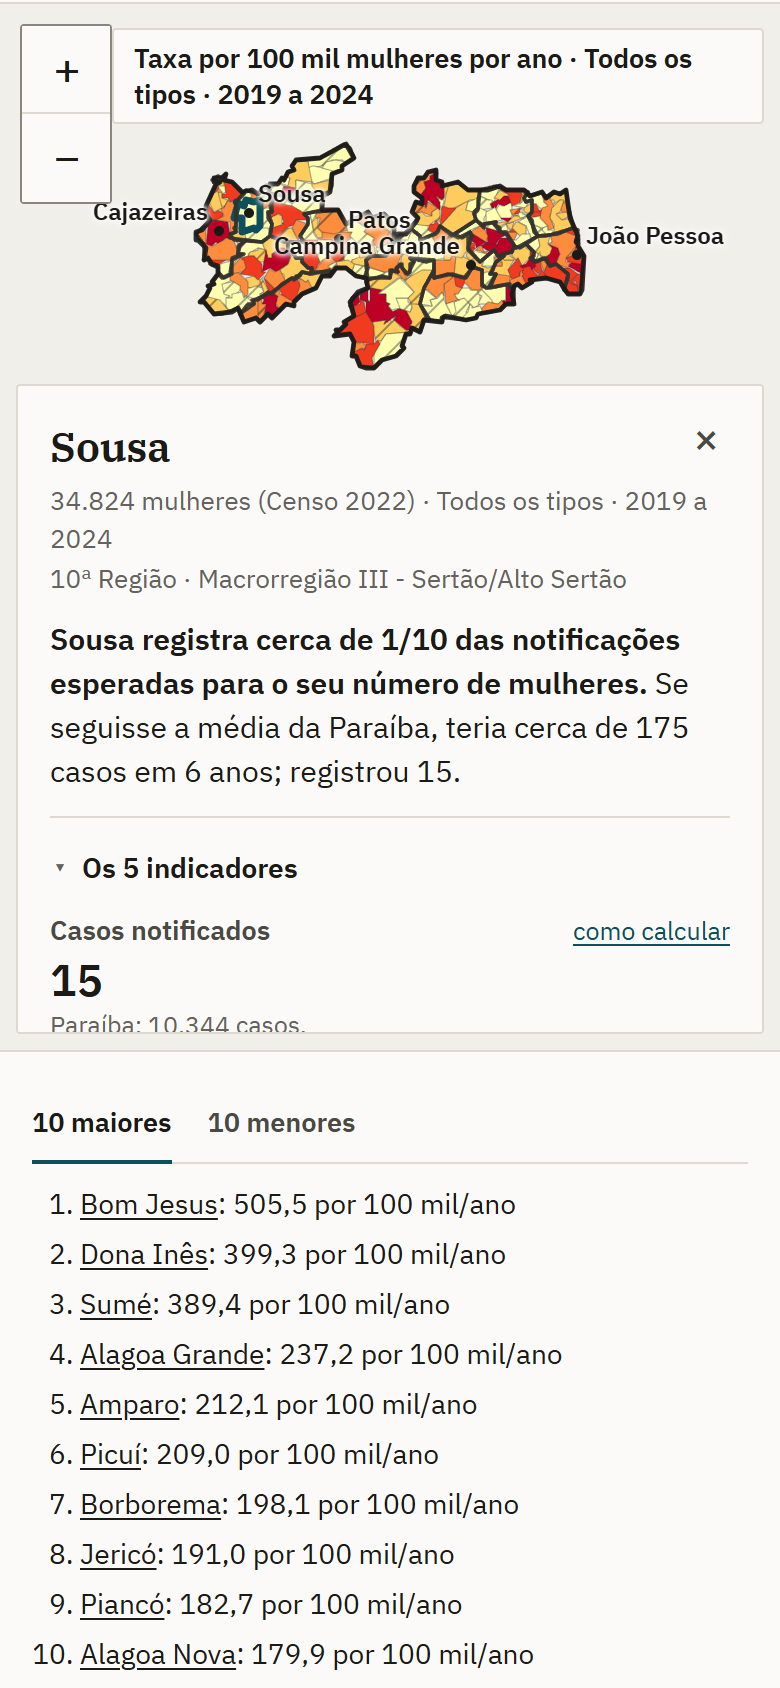 +
−
Taxa por 100 mil mulheres por ano · Todos os
tipos · 2019 a 2024
Sousa
Cajazeiras
Patos
Campina Grande
João Pessoa
Sousa
×
34.824 mulheres (Censo 2022) · Todos os tipos · 2019 a
2024
10ª Região · Macrorregião III - Sertão/Alto Sertão
Sousa registra cerca de 1/10 das notificações
esperadas para o seu número de mulheres. Se
seguisse a média da Paraíba, teria cerca de 175
casos em 6 anos; registrou 15.
▾ Os 5 indicadores
Casos notificados como calcular
15
Paraíba: 10.344 casos.
10 maiores 10 menores
1. Bom Jesus: 505,5 por 100 mil/ano
2. Dona Inês: 399,3 por 100 mil/ano
3. Sumé: 389,4 por 100 mil/ano
4. Alagoa Grande: 237,2 por 100 mil/ano
5. Amparo: 212,1 por 100 mil/ano
6. Picuí: 209,0 por 100 mil/ano
7. Borborema: 198,1 por 100 mil/ano
8. Jericó: 191,0 por 100 mil/ano
9. Piancó: 182,7 por 100 mil/ano
10. Alagoa Nova: 179,9 por 100 mil/ano